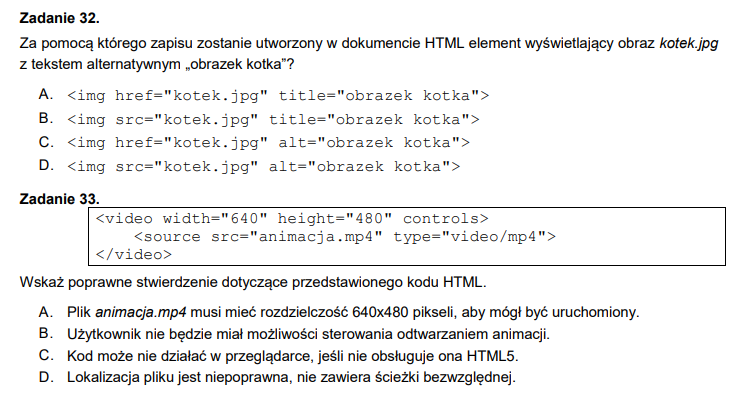 Zadanie 32.
Za pomocą którego zapisu zostanie utworzony w dokumencie HTML element wyświetlający obraz kotek.jpg
z tekstem alternatywnym „obrazek kotka”?
A. <img href="kotek.jpg" title="obrazek kotka">
B. <img src="kotek.jpg" title="obrazek kotka">
C. <img href="kotek.jpg" alt="obrazek kotka">
D. <img src="kotek.jpg" alt="obrazek kotka">
Zadanie 33.
<video width="640" height="480" controls>
<source src="animacja.mp4" type="video/mp4">
</video>
Wskaż poprawne stwierdzenie dotyczące przedstawionego kodu HTML.
A. Plik animacja.mp4 musi mieć rozdzielczość 640x480 pikseli, aby mógł być uruchomiony.
B. Użytkownik nie będzie miał możliwości sterowania odtwarzaniem animacji.
C. Kod może nie działać w przeglądarce, jeśli nie obsługuje ona HTML5.
D. Lokalizacja pliku jest niepoprawna, nie zawiera ścieżki bezwzględnej.